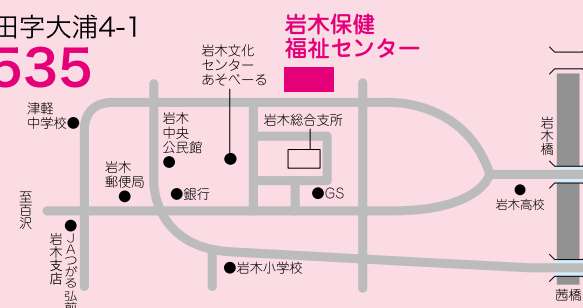 田字大浦4-1
535
岩木保健
福祉センター
岩木文化
センター
あそべーる
津軽
中学校
岩木
中央
公民館
岩木総合支所
岩木橋
岩木
郵便局
銀行
GS
岩木高校
至百沢
JAつがる弘前
岩木支店
岩木小学校
茜橋